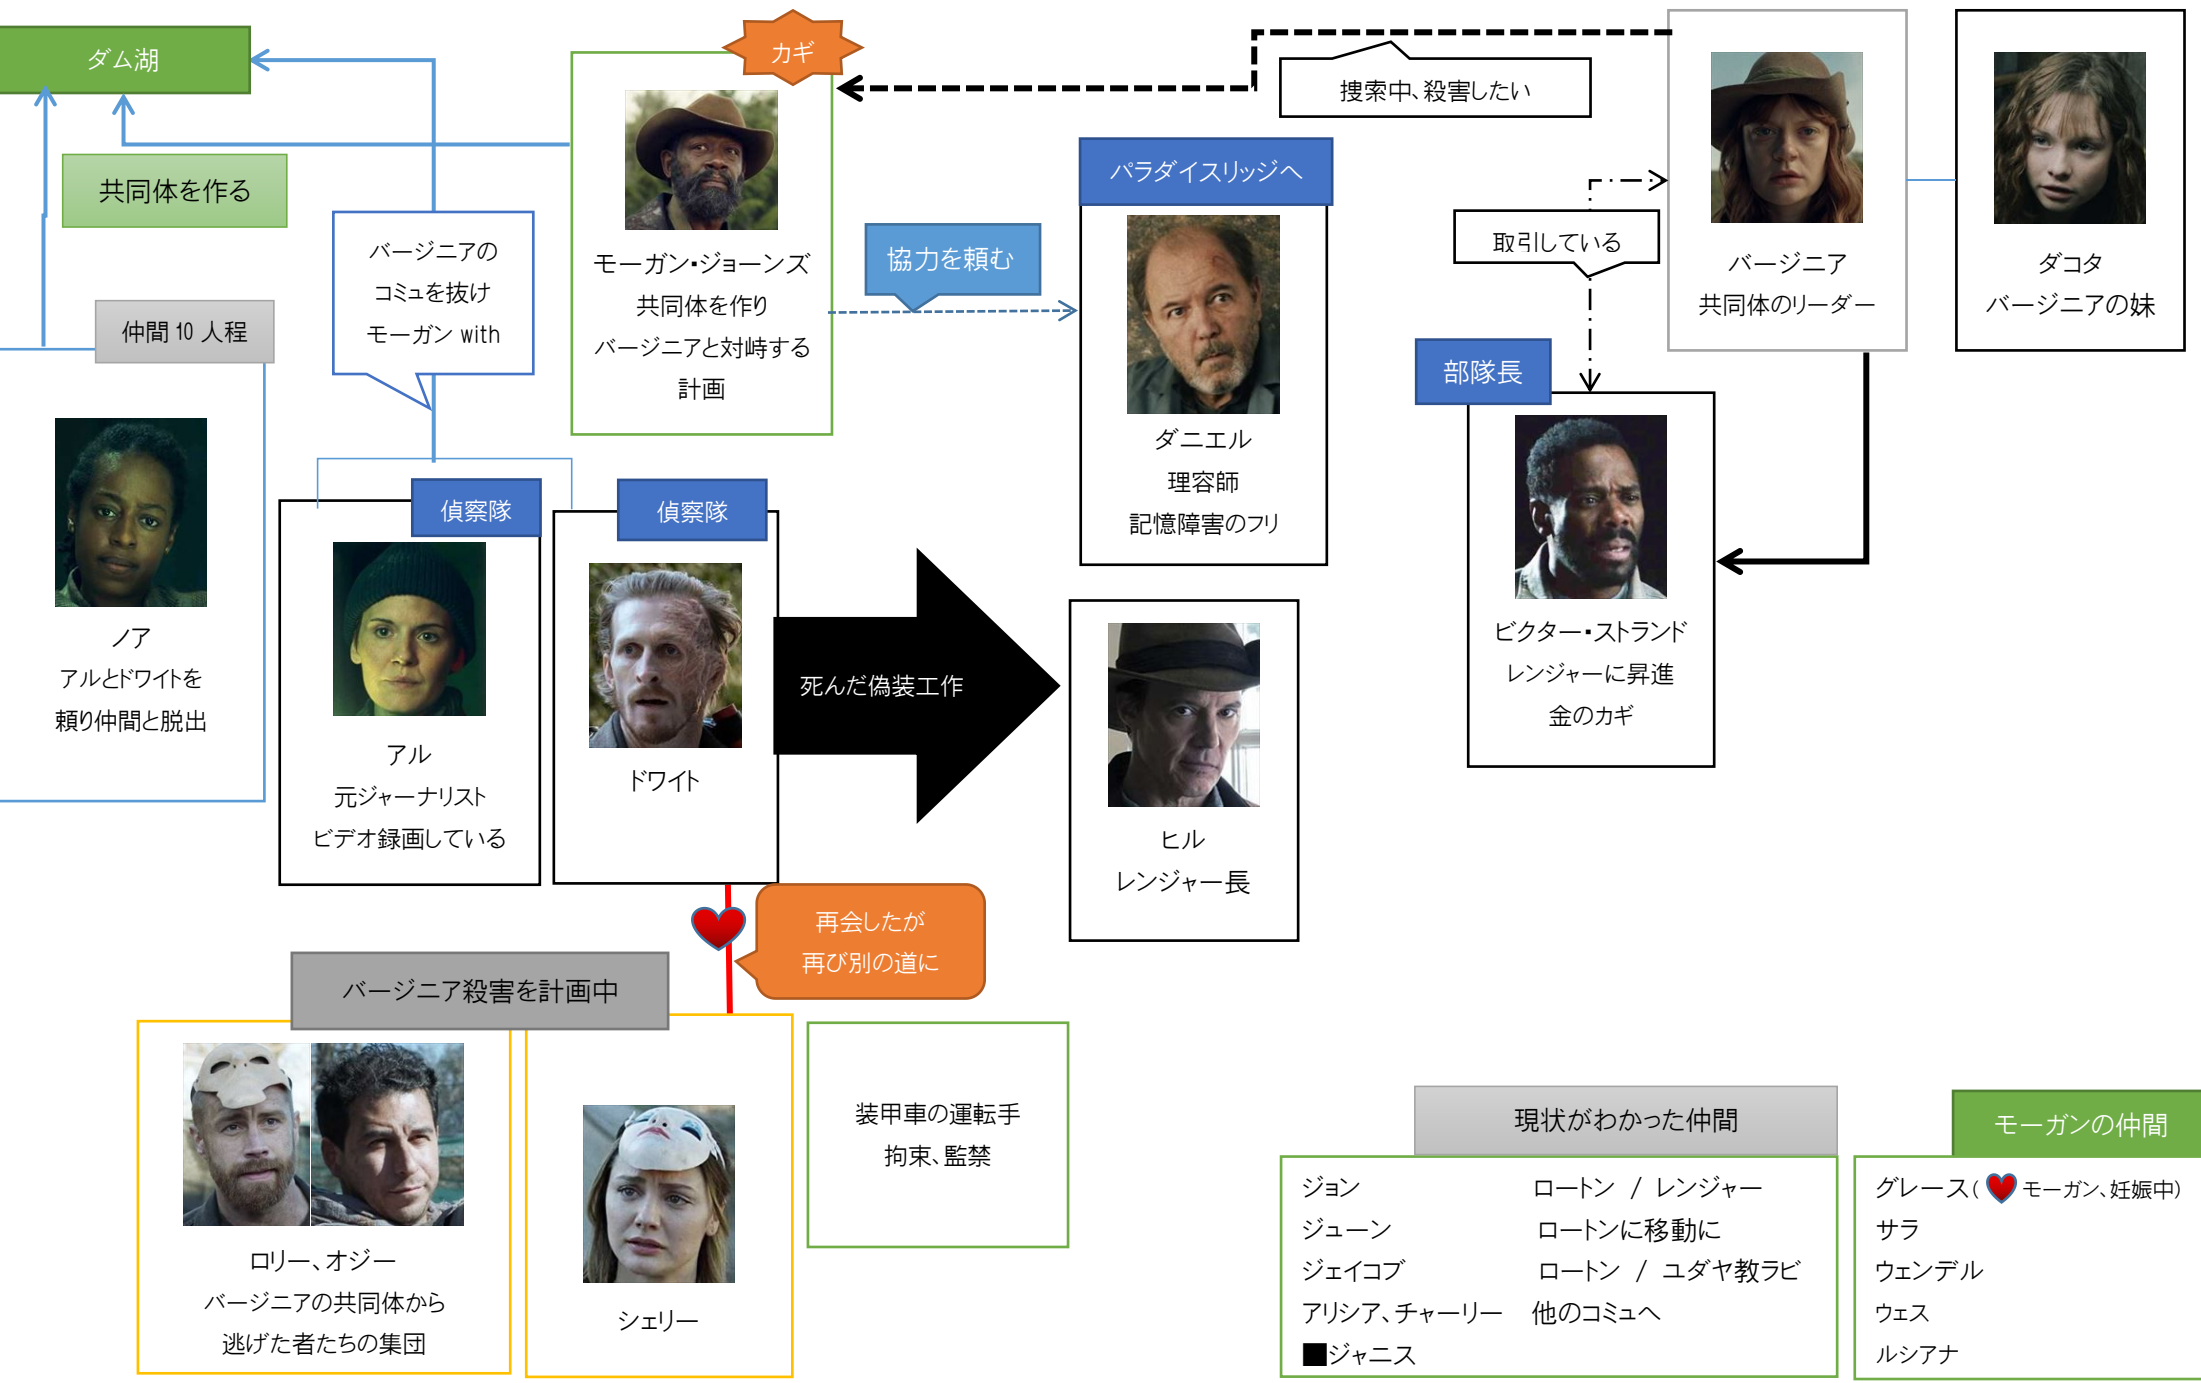 ダム湖
共同体を作る
仲間10人程
ノア
アルとドワイトを
頼り仲間と脱出
バージニアの
コミュを抜け
モーガン with
カギ
モーガン・ジョーンズ
共同体を作り
バージニアと対峙する
計画
協力を頼む
パラダイスリッジへ
ダニエル
理容師
記憶障害のフリ
捜索中、殺害したい
取引している
バージニア
共同体のリーダー
ダコタ
バージニアの妹
部隊長
ビクター・ストランド
レンジャーに昇進
金のカギ
偵察隊
アル
元ジャーナリスト
ビデオ録画している
偵察隊
ドワイト
死んだ偽装工作
ヒル
レンジャー長
再会したが
再び別の道に
バージニア殺害を計画中
ロリー、オジー
バージニアの共同体から
逃げた者たちの集団
シェリー
装甲車の運転手
拘束、監禁
現状がわかった仲間
ジョン ロートン / レンジャー
ジューン ロートンに移動に
ジェイコブ ロートン / ユダヤ教ラビ
アリシア、チャーリー 他のコミュへ
■ジャニス
モーガンの仲間
グレース(❤モーガン、妊娠中)
サラ
ウェンデル
ウェス
ルシアナ